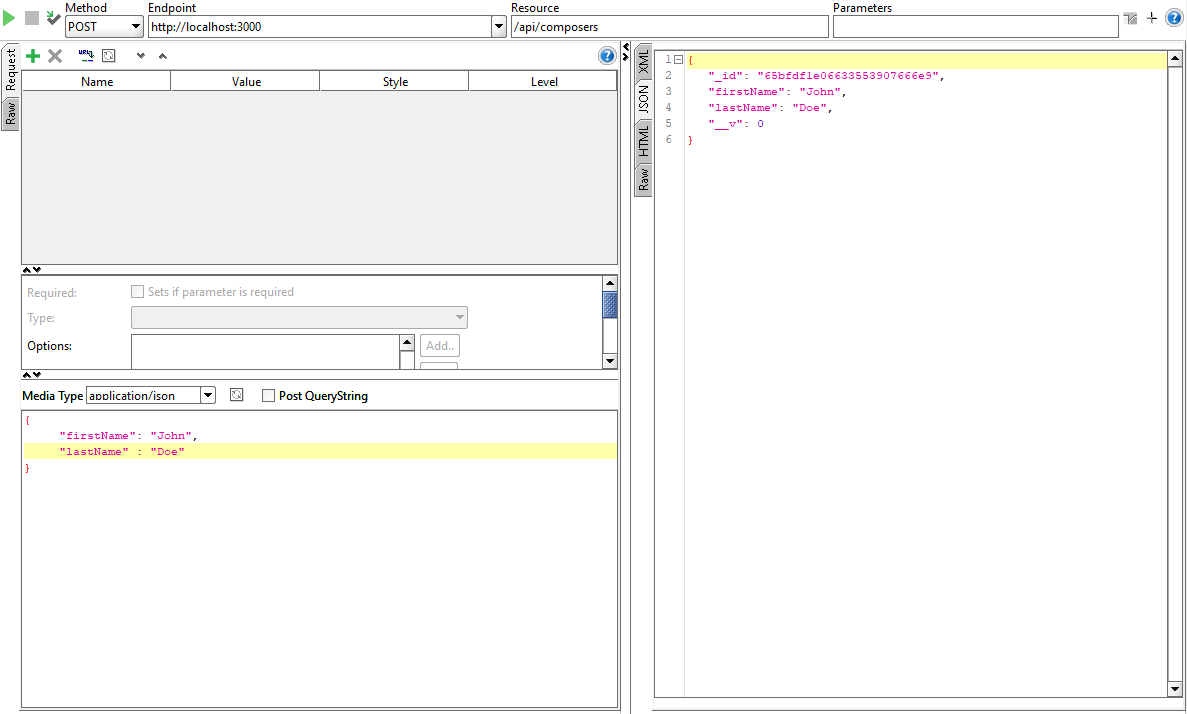 Method Endpoint Resource Parameters
POST http://localhost:3000 /api/composers
Request
Raw
Name Value Style Level
Required: Sets if parameter is required
Type:
Options: Add..
Media Type application/json Post QueryString
{
"firstName": "John",
"lastName" : "Doe"
}
XML
JSON
HTML
Raw
1 {
2 "_id": "65bfdf1e06633553907666e9",
3 "firstName": "John",
4 "lastName": "Doe",
5 "__v": 0
6 }